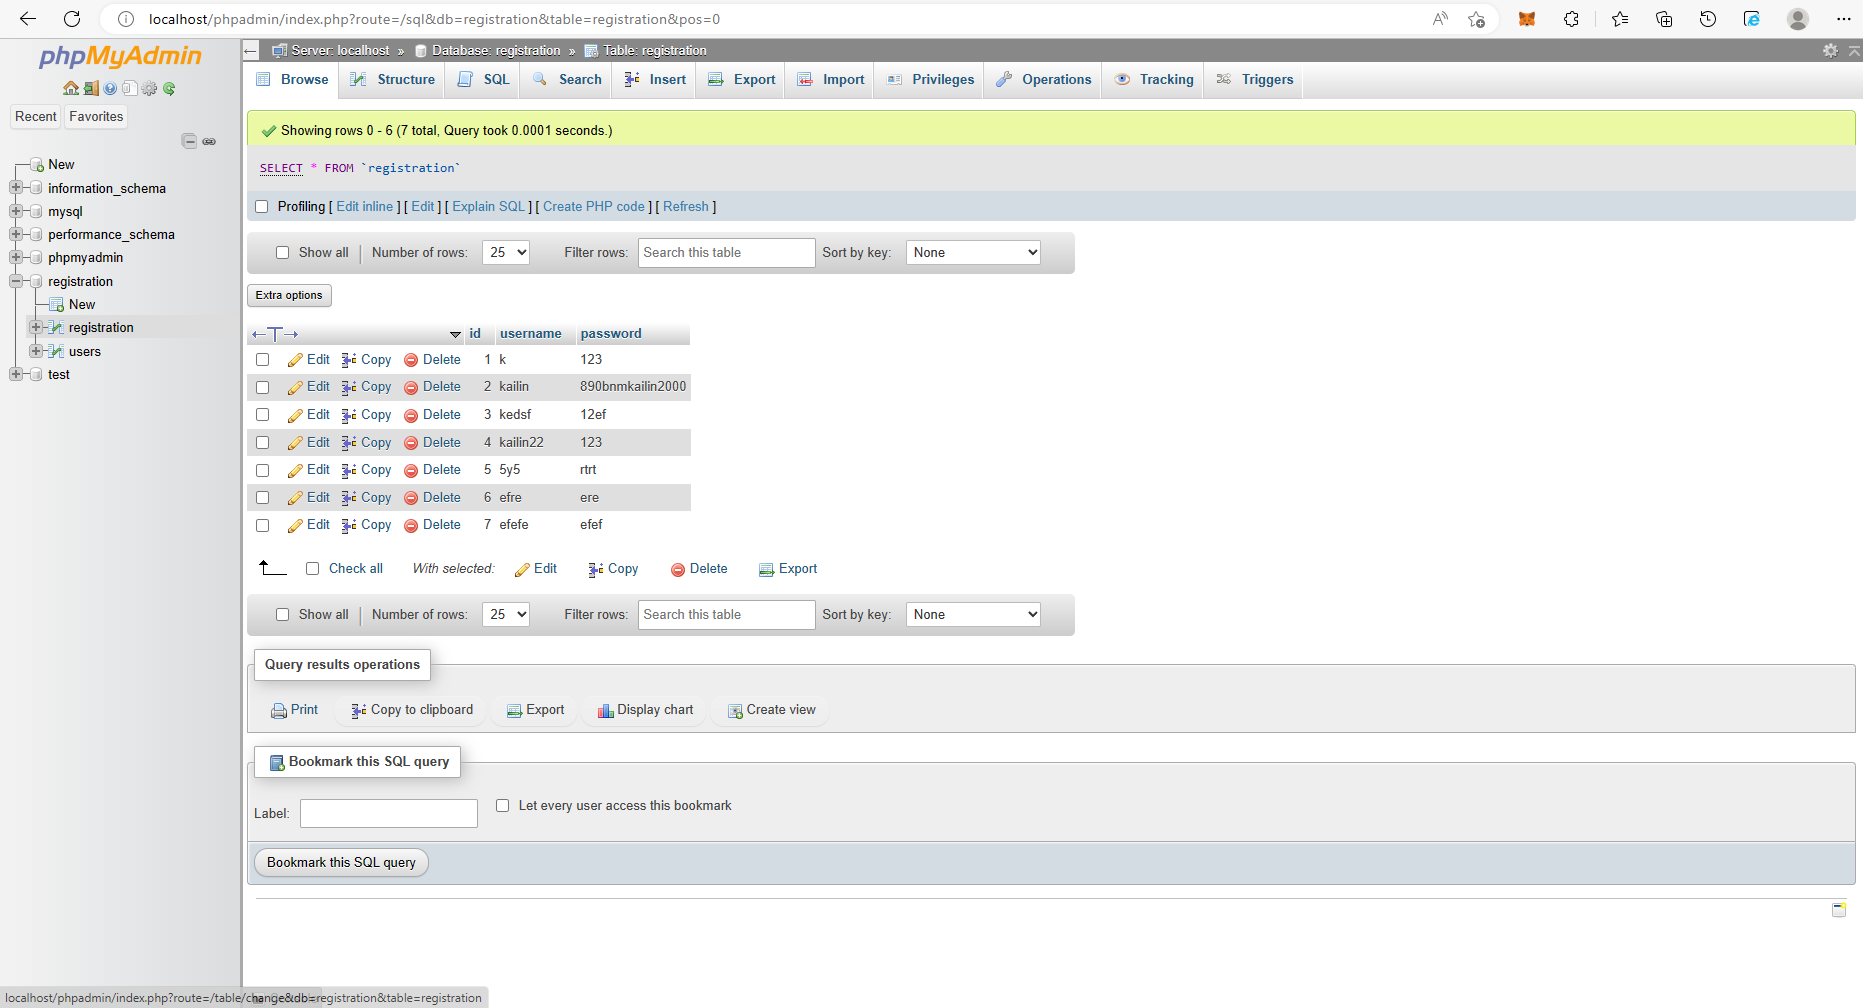 localhost/phpadmin/index.php?route=/sql&db=registration&table=registration&pos=0
phpMyAdmin
Recent Favorites
New
information_schema
mysql
performance_schema
phpmyadmin
registration
New
registration
users
test
Server: localhost » Database: registration » Table: registration
Browse Structure SQL Search Insert Export Import Privileges Operations Tracking Triggers
Showing rows 0 - 6 (7 total, Query took 0.0001 seconds.)
SELECT * FROM `registration`
Profiling [ Edit inline ] [ Edit ] [ Explain SQL ] [ Create PHP code ] [ Refresh ]
Show all Number of rows: 25 Filter rows: Search this table Sort by key: None
Extra options
←T→ id username password
Edit Copy Delete 1 k 123
Edit Copy Delete 2 kailin 890bnmkailin2000
Edit Copy Delete 3 kedsf 12ef
Edit Copy Delete 4 kailin22 123
Edit Copy Delete 5 5y5 rtrt
Edit Copy Delete 6 efre ere
Edit Copy Delete 7 efefe efef
Check all With selected: Edit Copy Delete Export
Show all Number of rows: 25 Filter rows: Search this table Sort by key: None
Query results operations
Print Copy to clipboard Export Display chart Create view
Bookmark this SQL query
Label: Let every user access this bookmark
Bookmark this SQL query
localhost/phpadmin/index.php?route=/table/change&db=registration&table=registration